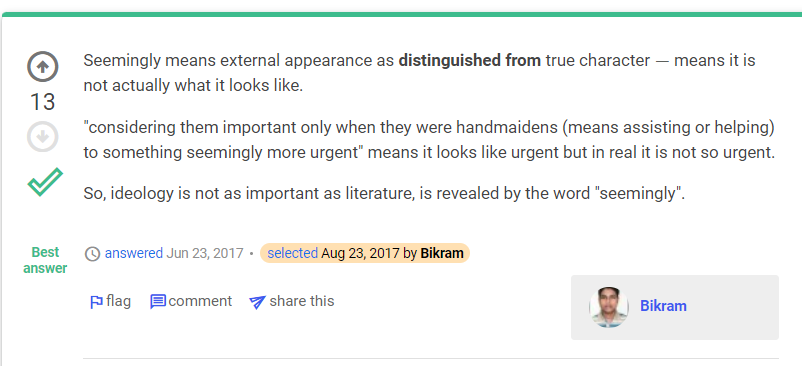 Seemingly means external appearance as distinguished from true character — means it is
not actually what it looks like.
13
"considering them important only when they were handmaidens (means assisting or helping)
to something seemingly more urgent" means it looks like urgent but in real it is not so urgent.
So, ideology is not as important as literature, is revealed by the word "seemingly".
Best
answer
answered Jun 23, 2017 • selected Aug 23, 2017 by Bikram
flag comment share this
Bikram